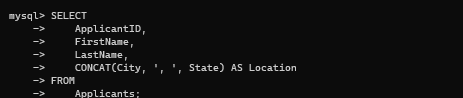 mysql> SELECT
    ->     ApplicantID,
    ->     FirstName,
    ->     LastName,
    ->     CONCAT(City, ', ', State) AS Location
    -> FROM
    ->     Applicants;